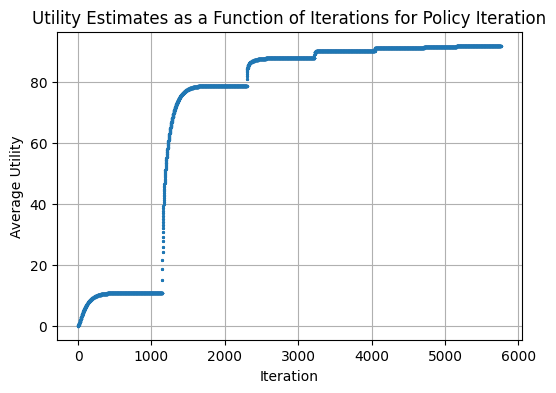 Utility Estimates as a Function of Iterations for Policy Iteration
80
60
40
20
0
Average Utility
0 1000 2000 3000 4000 5000 6000
Iteration